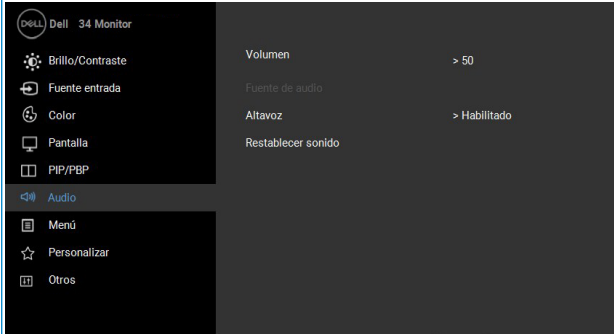 DELL Dell 34 Monitor
Brillo/Contraste
Fuente entrada
Color
Pantalla
PIP/PBP
Audio
Menú
Personalizar
Otros
Volumen > 50
Fuente de audio
Altavoz > Habilitado
Restablecer sonido